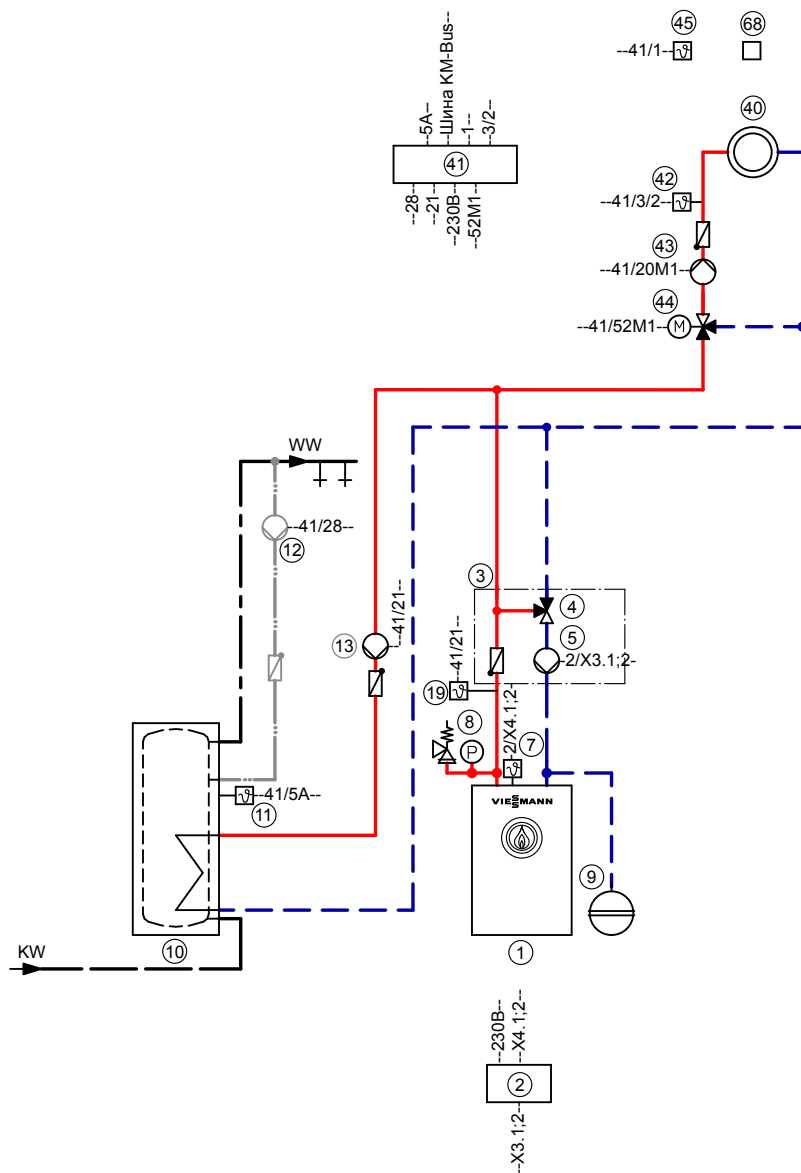 45
68
--41/1--
--5A--
Шина KM-Bus--
--1--
--3/2--
40
41
--28--
--21--
--230В--
--52M1--
42
--41/3/2--
43
--41/20M1--
44
--41/52M1--
M
WW
--41/28--
12
3
4
5
-2/X3.1;2-
13
--41/21--
--41/21--
19
8
P
-2/X4.1;2-
7
11
--41/5A--
VIESSMANN
9
10
1
KW
--230В--
--X4.1;2--
2
--X3.1;2--